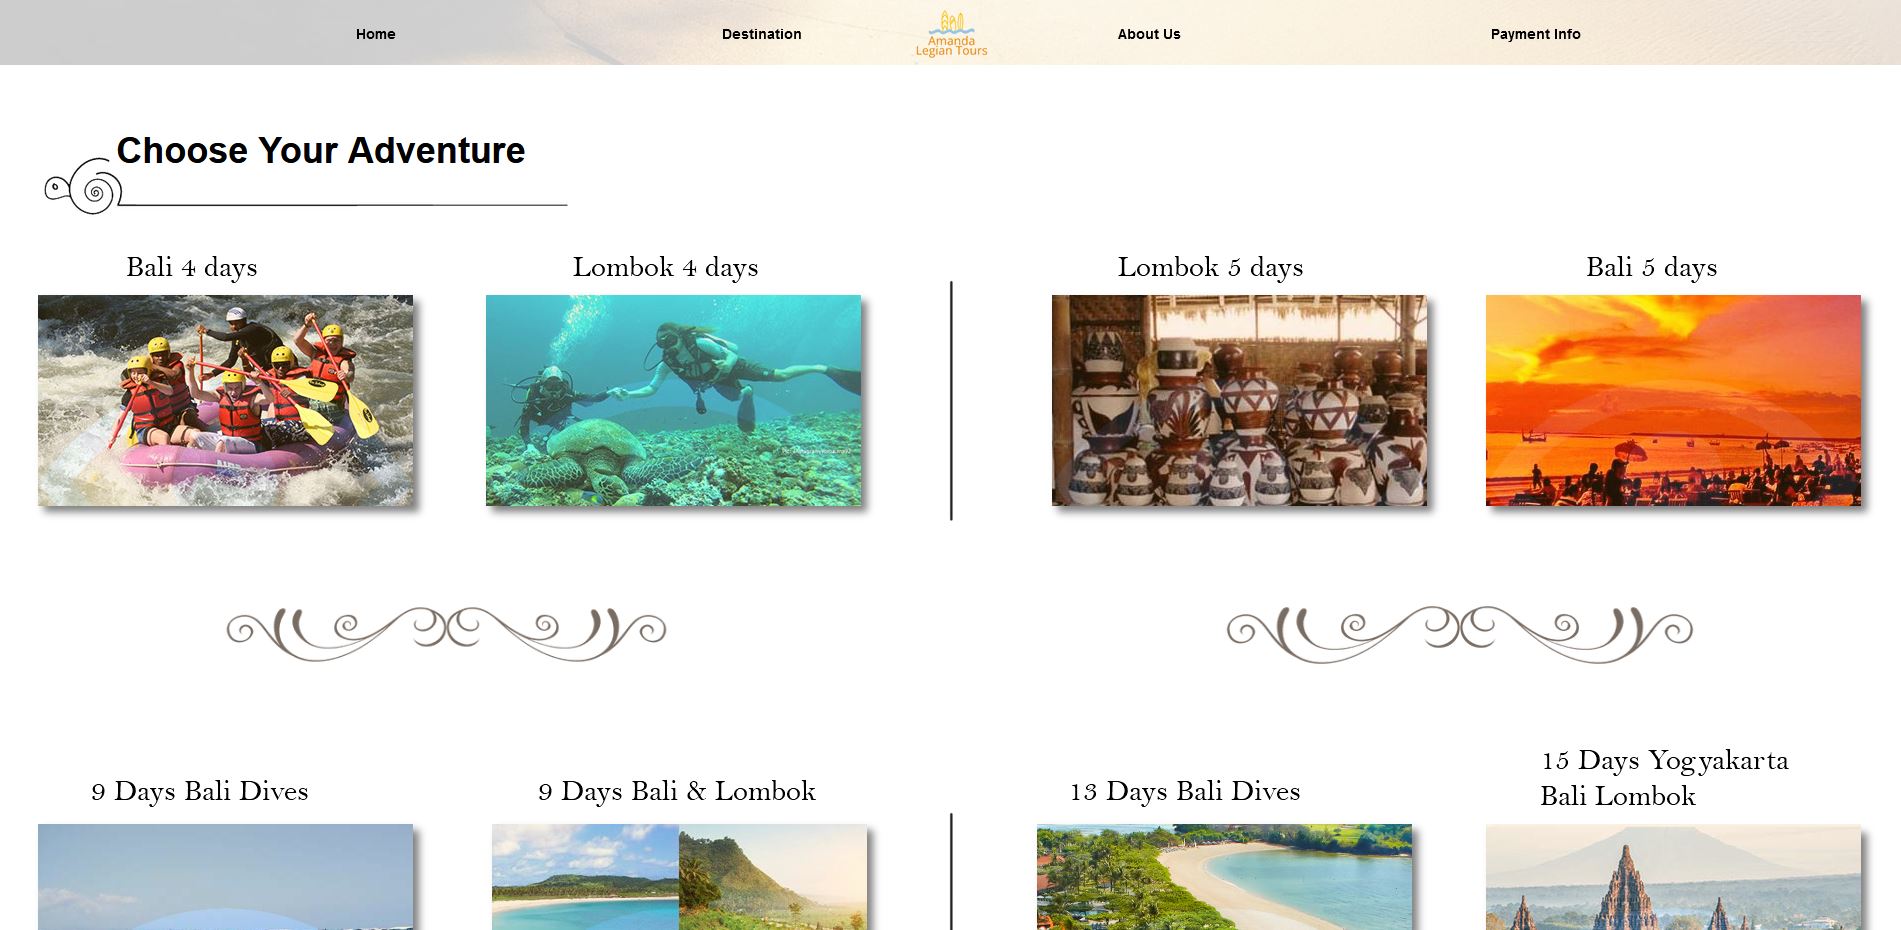 Home
Destination
Amanda
Legian Tours
About Us
Payment Info
Choose Your Adventure
Bali 4 days
Lombok 4 days
Lombok 5 days
Bali 5 days
9 Days Bali Dives
9 Days Bali & Lombok
13 Days Bali Dives
15 Days Yogyakarta
Bali Lombok